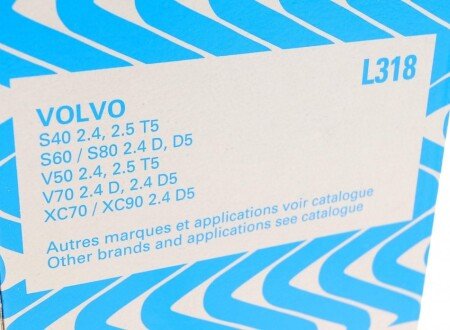 L318
VOLVO
S40 2.4, 2.5 T5
S60 / S80 2.4 D, D5
V50 2.4, 2.5 T5
V70 2.4 D, 2.4 D5
XC70 / XC90 2.4 D5
Autres marques et applications voir catalogue
Other brands and applications see catalogue